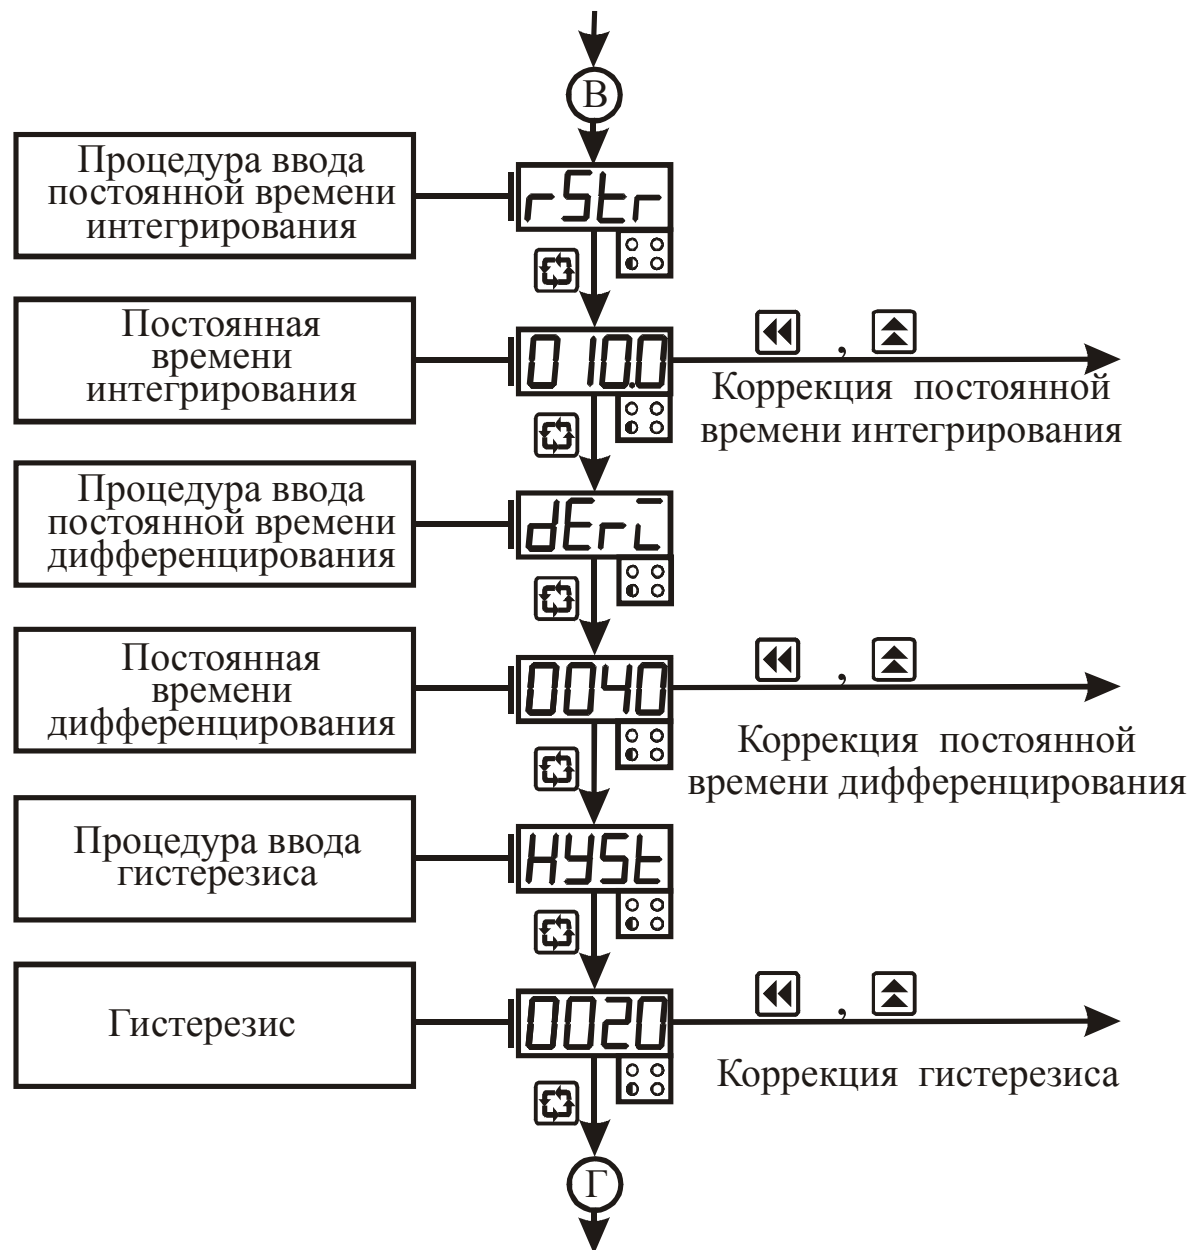 В
Процедура ввода
постоянной времени
интегрирования
rStr
Постоянная
времени
интегрирования
010.0
,
Коррекция постоянной
времени интегрирования
Процедура ввода
постоянной времени
дифференцирования
dEri
Постоянная
времени
дифференцирования
0040
,
Коррекция постоянной
времени дифференцирования
Процедура ввода
гистерезиса
HYSt
Гистерезис
0020
,
Коррекция гистерезиса
Г